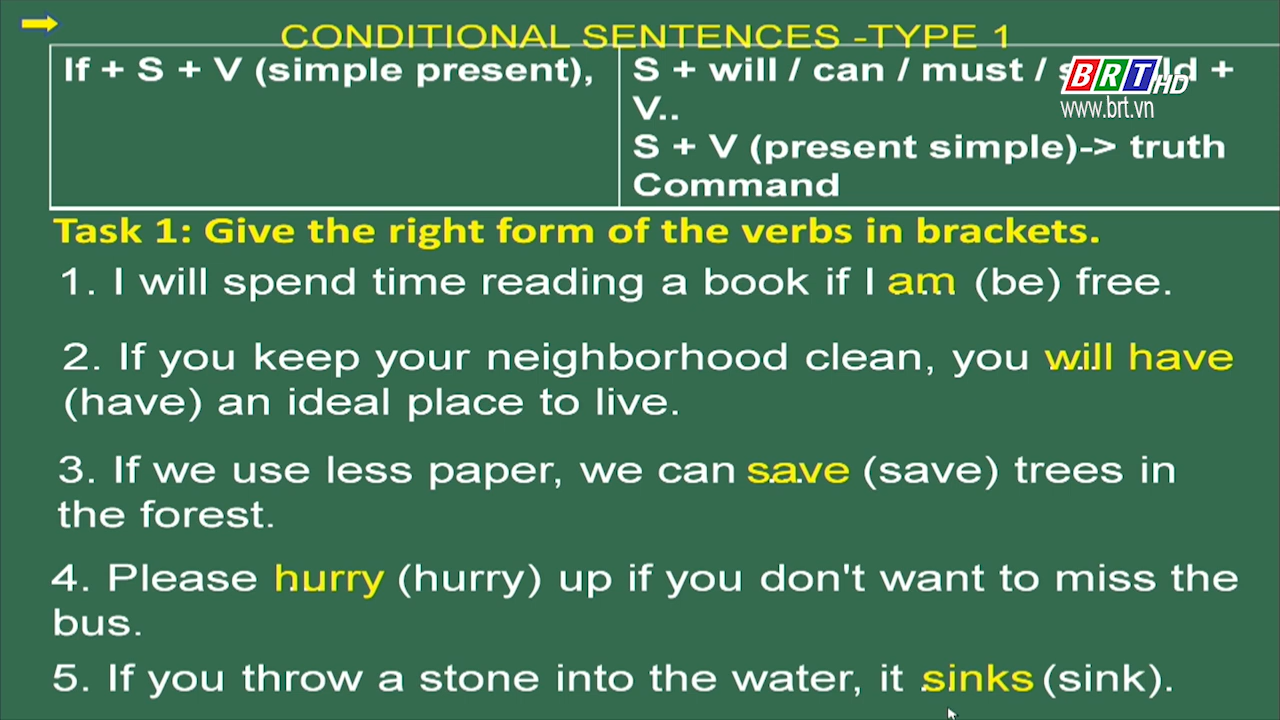 CONDITIONAL SENTENCES -TYPE 1
If + S + V (simple present),
S + will / can / must / +
V..
S + V (present simple)-> truth
Command
BRT HD
www.brt.vn
Task 1: Give the right form of the verbs in brackets.
1. I will spend time reading a book if I am (be) free.
2. If you keep your neighborhood clean, you will have
(have) an ideal place to live.
3. If we use less paper, we can save (save) trees in
the forest.
4. Please hurry (hurry) up if you don't want to miss the
bus.
5. If you throw a stone into the water, it sinks (sink).